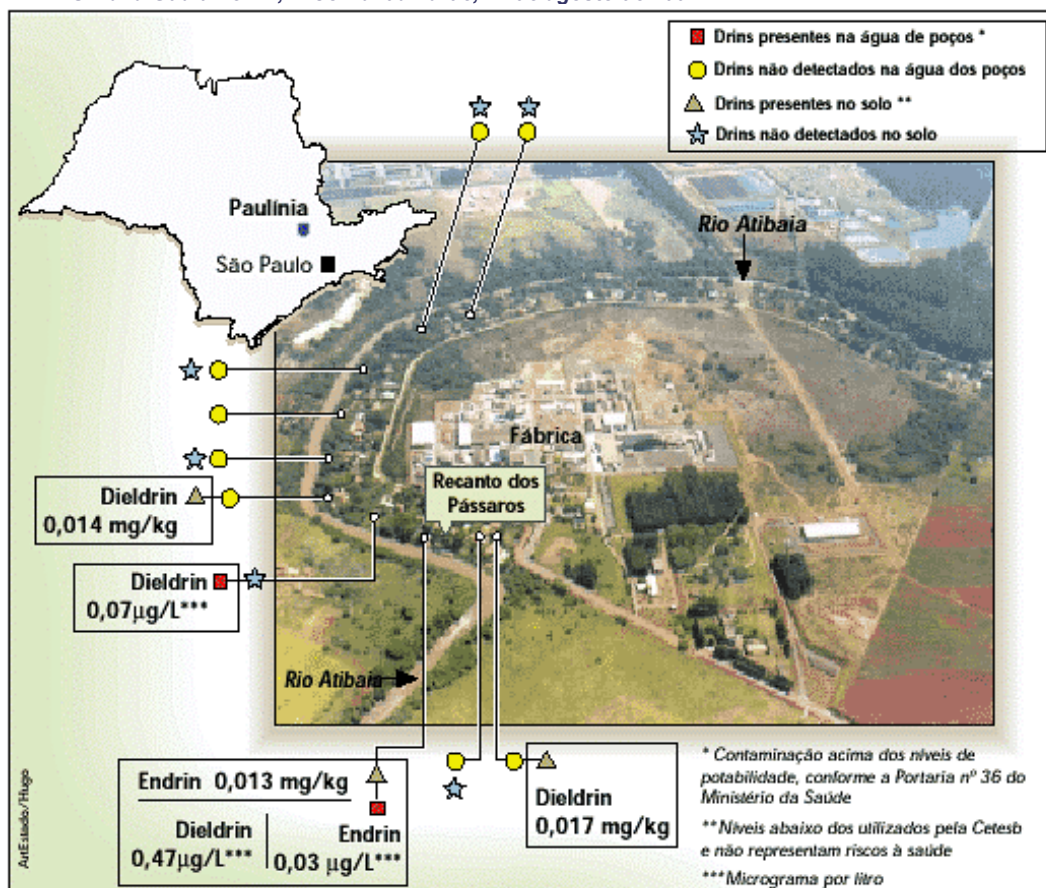 Drins presentes na água de poços *
Drins não detectados na água dos poços
Drins presentes no solo **
Drins não detectados no solo
Paulínia
São Paulo
Rio Atibaia
Fábrica
Recanto dos
Pássaros
Dieldrin
0,014 mg/kg
Dieldrin
0,07µg/L***
Rio Atibaia
Endrin 0,013 mg/kg
Dieldrin
0,47µg/L***
Endrin
0,03 µg/L***
Dieldrin
0,017 mg/kg
* Contaminação acima dos níveis de
potabilidade, conforme a Portaria nº 36 do
Ministério da Saúde
**Níveis abaixo dos utilizados pela Cetesb
e não representam riscos à saúde
***Micrograma por litro
ArtEstado/Hugo